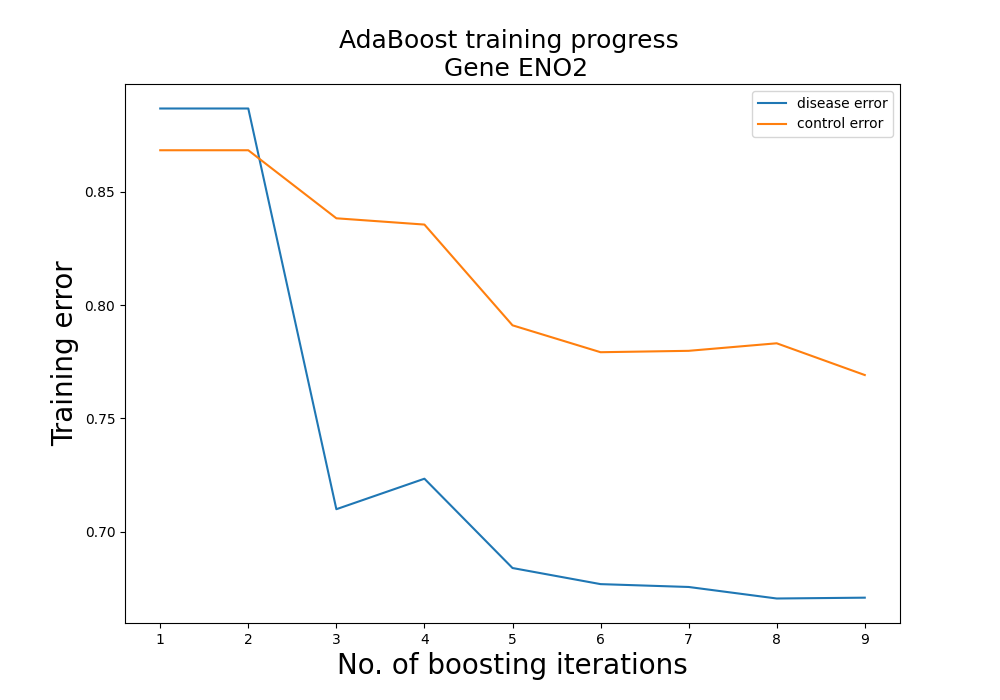 AdaBoost training progress
Gene ENO2
disease error
control error
Training error
0.85
0.80
0.75
0.70
1 2 3 4 5 6 7 8 9
No. of boosting iterations